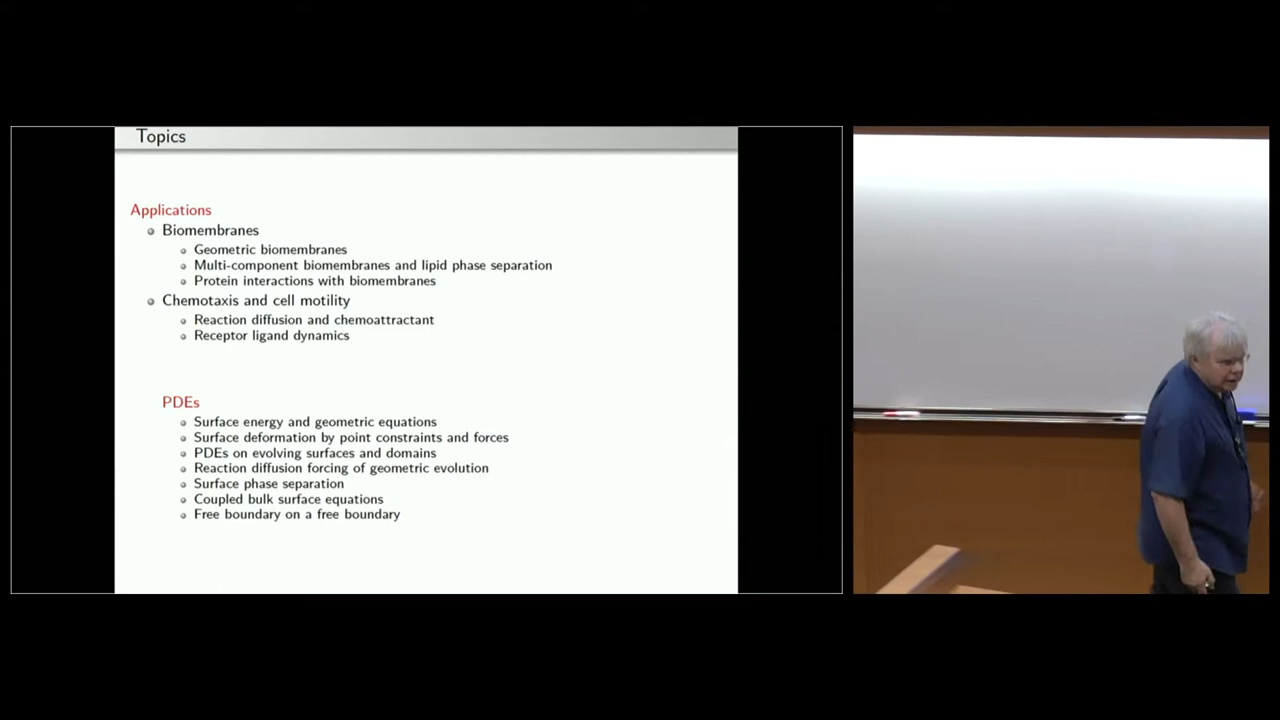 Topics
Applications
Biomembranes
Geometric biomembranes
Multi-component biomembranes and lipid phase separation
Protein interactions with biomembranes
Chemotaxis and cell motility
Reaction diffusion and chemoattractant
Receptor ligand dynamics
PDEs
Surface energy and geometric equations
Surface deformation by point constraints and forces
PDEs on evolving surfaces and domains
Reaction diffusion forcing of geometric evolution
Surface phase separation
Coupled bulk surface equations
Free boundary on a free boundary